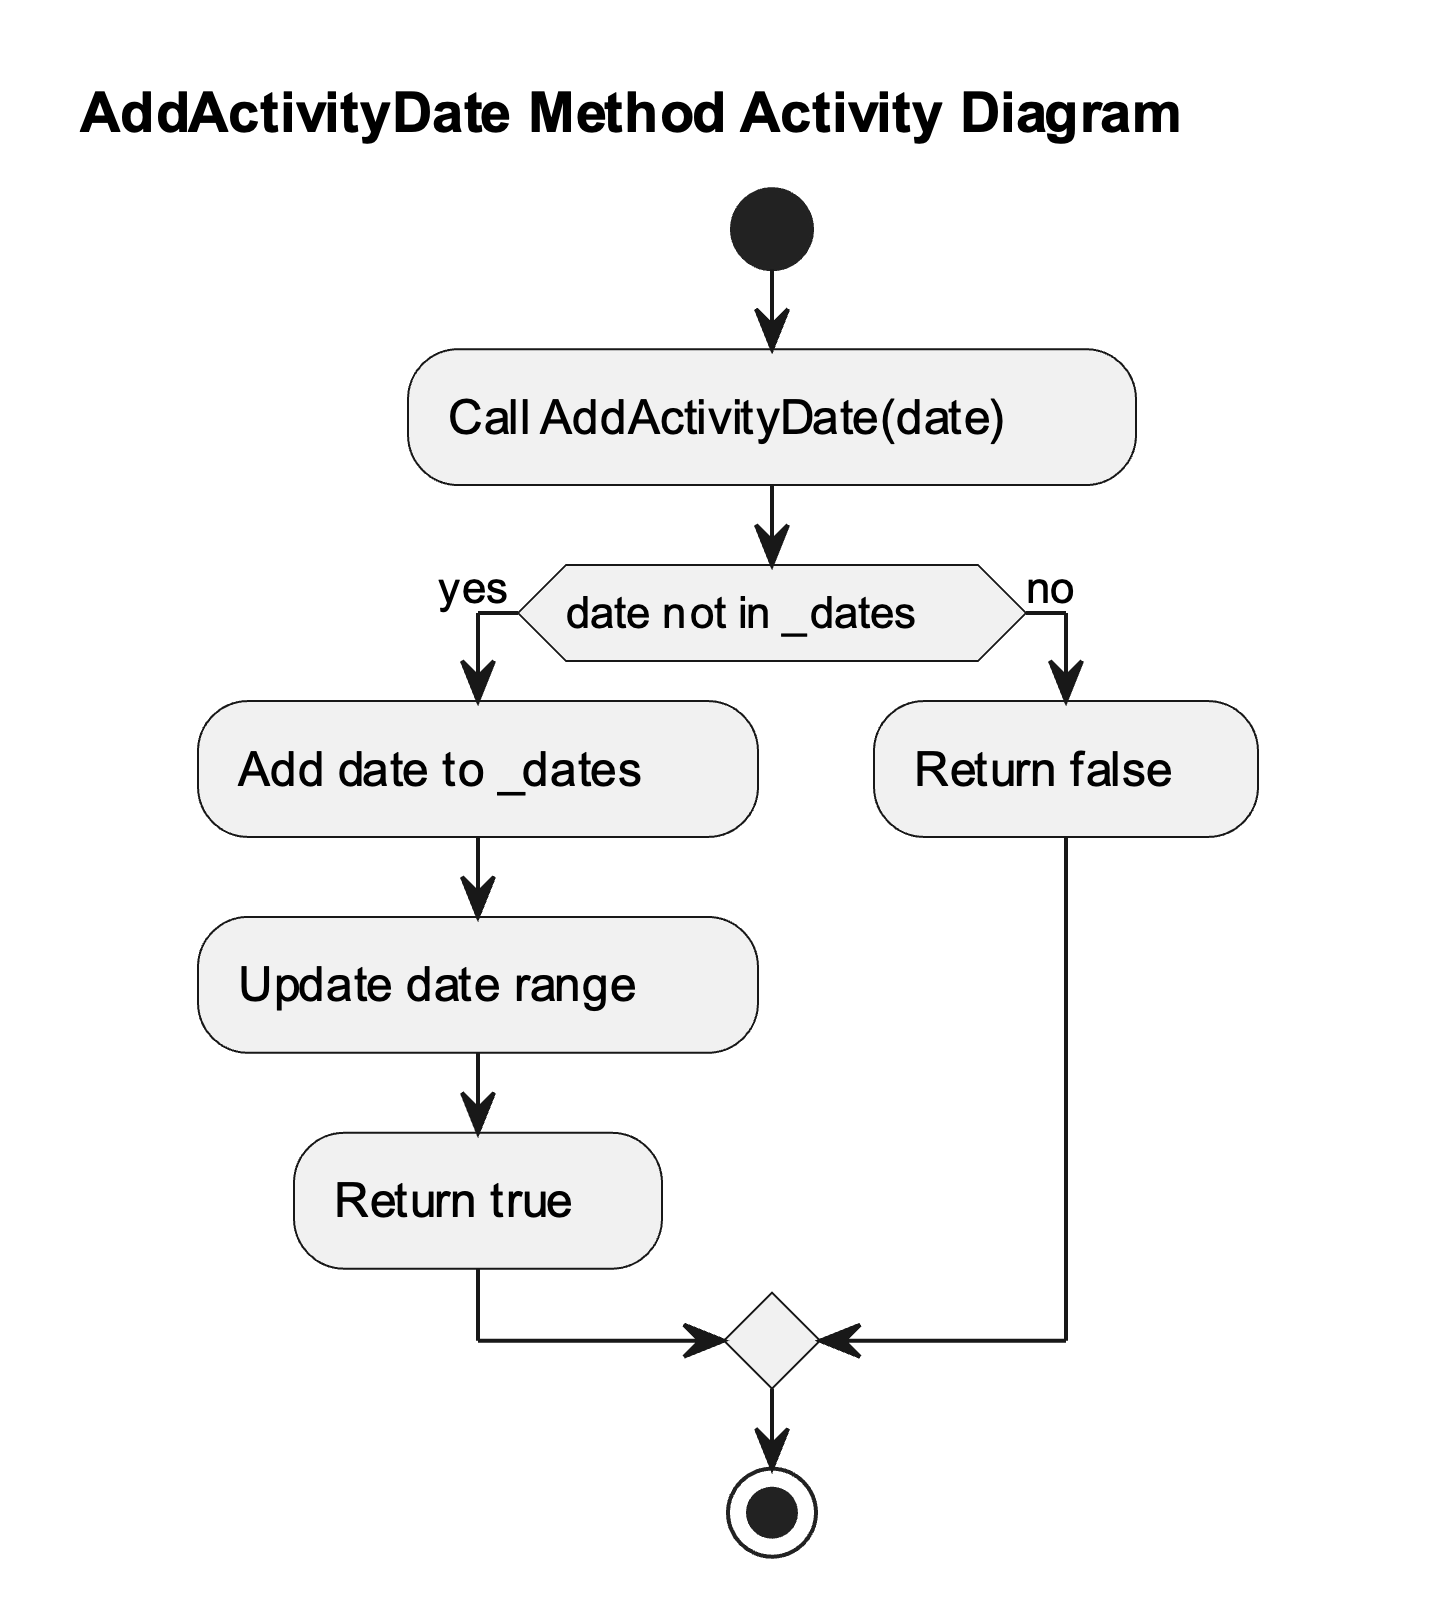 AddActivityDate Method Activity Diagram
Call AddActivityDate(date)
yes
date not in _dates
no
Add date to _dates
Return false
Update date range
Return true